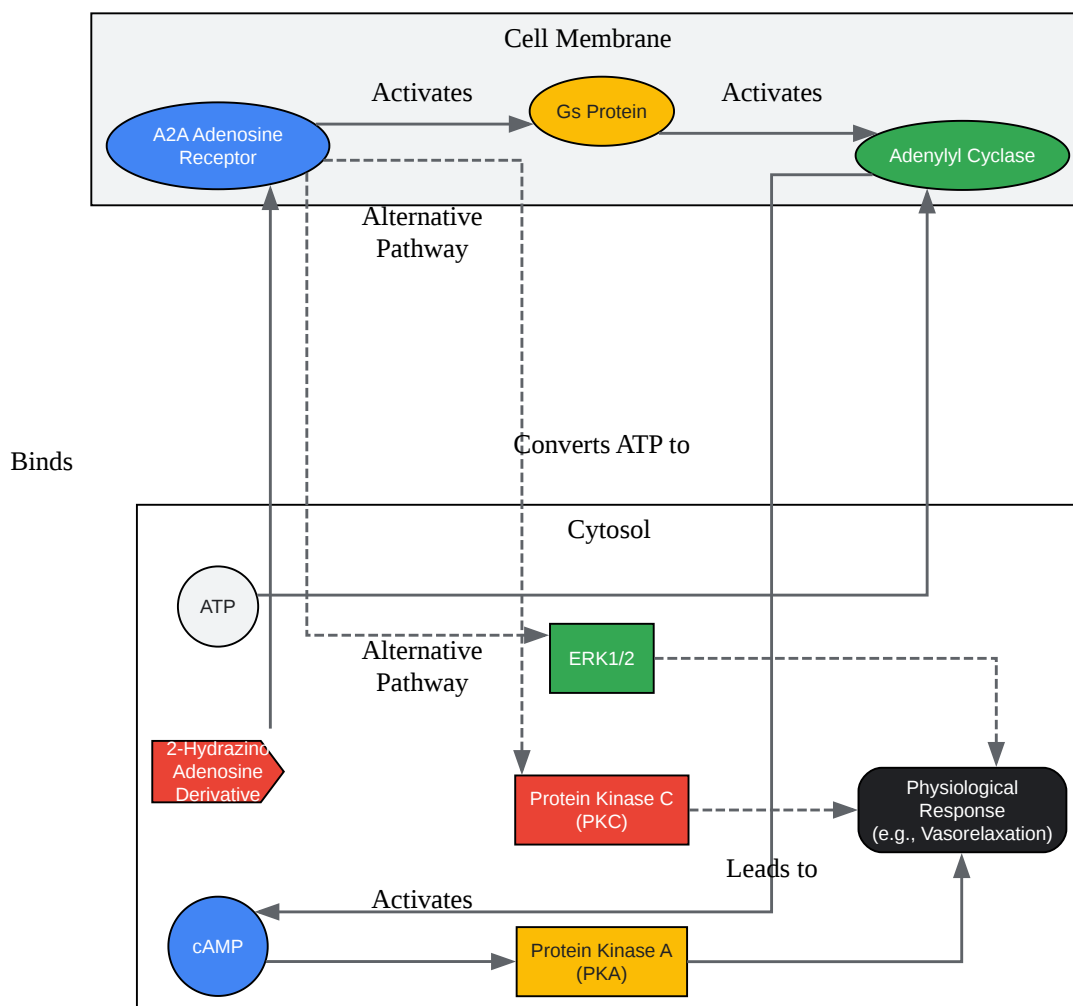 Cell Membrane
Activates
Gs Protein
Activates
A2A Adenosine
Receptor
Adenylyl Cyclase
Alternative
Pathway
Converts ATP to
Binds
Cytosol
ATP
Alternative
Pathway
ERK1/2
2-Hydrazino
Adenosine
Derivative
Protein Kinase C
(PKC)
Physiological
Response
(e.g., Vasorelaxation)
Leads to
Activates
cAMP
Protein Kinase A
(PKA)